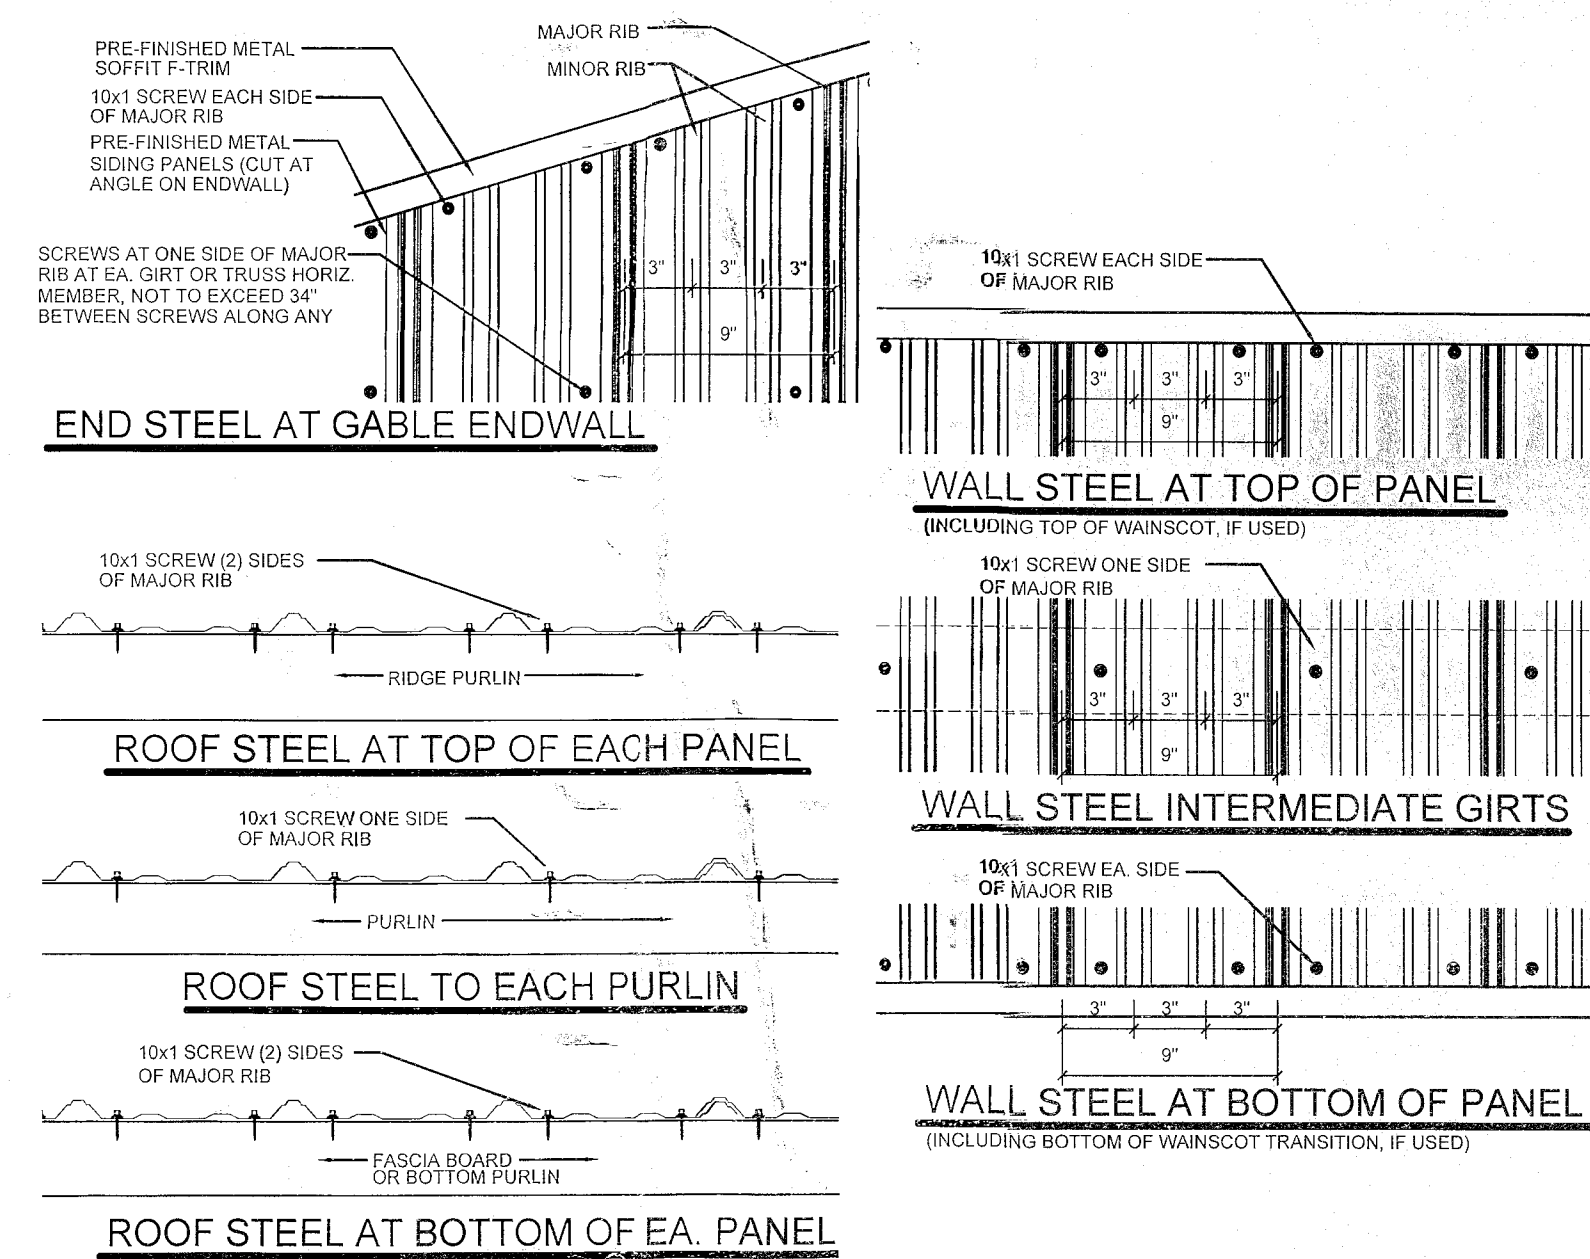 MAJOR RIB
MINOR RIB
PRE-FINISHED METAL
SOFFIT F-TRIM
10x1 SCREW EACH SIDE
OF MAJOR RIB
PRE-FINISHED METAL
SIDING PANELS (CUT AT
ANGLE ON ENDWALL)
SCREWS AT ONE SIDE OF MAJOR
RIB AT EA. GIRT OR TRUSS HORIZ.
MEMBER, NOT TO EXCEED 34"
BETWEEN SCREWS ALONG ANY
3" 3" 3"
9"
END STEEL AT GABLE ENDWALL
10x1 SCREW (2) SIDES
OF MAJOR RIB
RIDGE PURLIN
ROOF STEEL AT TOP OF EACH PANEL
10x1 SCREW ONE SIDE
OF MAJOR RIB
PURLIN
ROOF STEEL TO EACH PURLIN
10x1 SCREW (2) SIDES
OF MAJOR RIB
FASCIA BOARD
OR BOTTOM PURLIN
ROOF STEEL AT BOTTOM OF EA. PANEL
10x1 SCREW EACH SIDE
OF MAJOR RIB
3" 3" 3"
9"
WALL STEEL AT TOP OF PANEL
(INCLUDING TOP OF WAINSCOT, IF USED)
10x1 SCREW ONE SIDE
OF MAJOR RIB
3" 3" 3"
9"
WALL STEEL INTERMEDIATE GIRTS
10x1 SCREW EA. SIDE
OF MAJOR RIB
3" 3" 3"
9"
WALL STEEL AT BOTTOM OF PANEL
(INCLUDING BOTTOM OF WAINSCOT TRANSITION, IF USED)